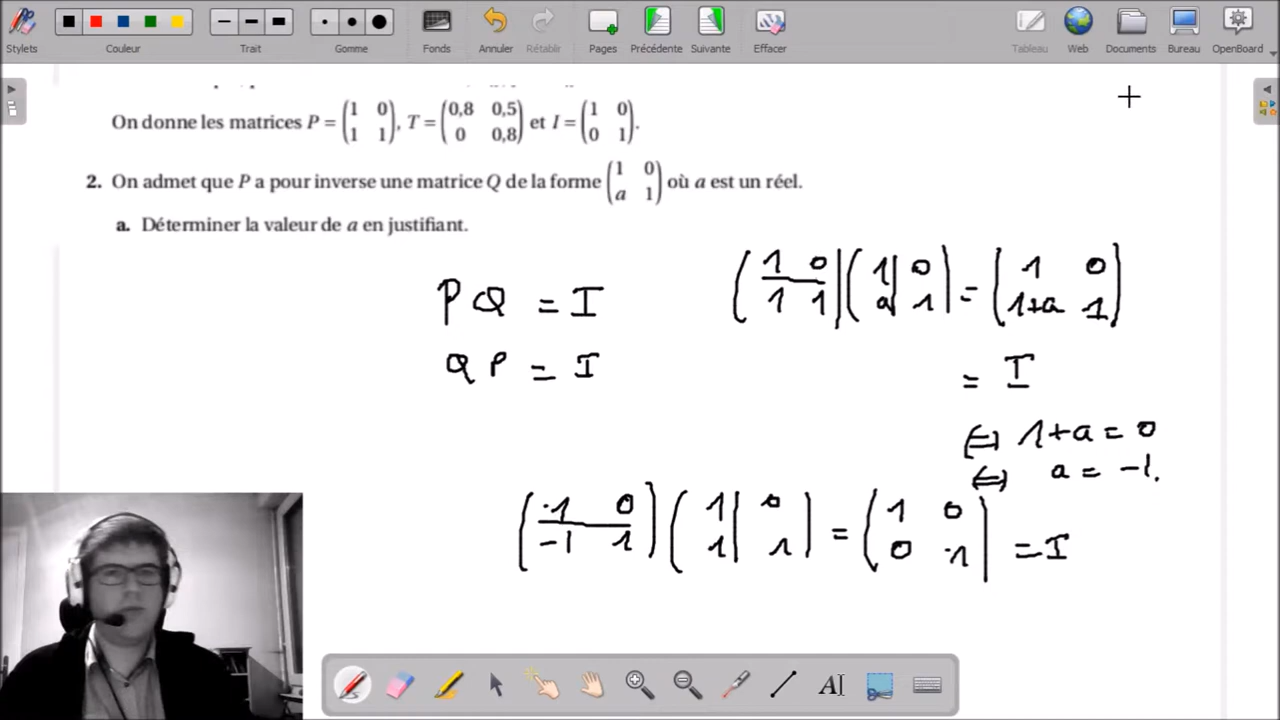 Stylets Couleur Trait Gomme Fonds Annuler Rétablir Pages Précédente Suivante Effacer Tableau Web Documents Bureau OpenBoard
On donne les matrices P = (1 0 1 1), T = (0,8 0,5 0 0,8) et I = (1 0 0 1).
2. On admet que P a pour inverse une matrice Q de la forme (1 0 a 1) où a est un réel.
a. Déterminer la valeur de a en justifiant.
PQ = I
QP = I
(1 0 1 1)(1 0 a 1) = (1 0 1+a 1)
= I
⇔ 1+a = 0
⇔ a = -1.
(1 0 -1 1)(1 0 1 1) = (1 0 0 1) = I
AI